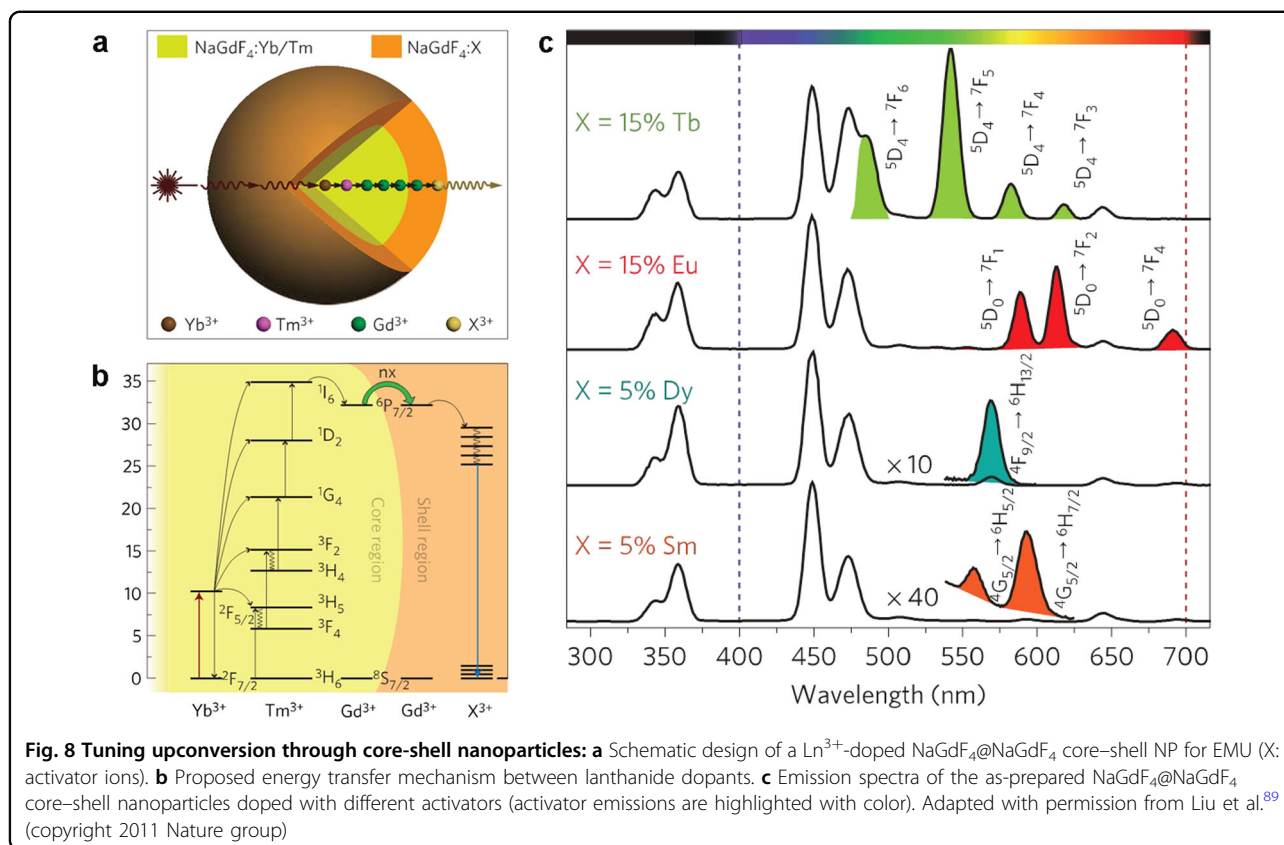 a
NaGdF₄:Yb/Tm
NaGdF₄:X
Yb³⁺
Tm³⁺
Gd³⁺
X³⁺
b
35
30
25
20
15
10
5
0
nx
¹I₆
⁶P₇/₂
¹D₂
¹G₄
³F₂
³H₄
³H₅
³F₄
²F₅/₂
²F₇/₂
³H₆
⁸S₇/₂
Core region
Shell region
Yb³⁺
Tm³⁺
Gd³⁺
Gd³⁺
X³⁺
c
X = 15% Tb
⁵D₄ → ⁷F₆
⁵D₄ → ⁷F₅
⁵D₄ → ⁷F₄
⁵D₄ → ⁷F₃
X = 15% Eu
⁵D₀ → ⁷F₁
⁵D₀ → ⁷F₂
⁵D₀ → ⁷F₄
X = 5% Dy
× 10
⁴F₉/₂ → ⁶H₁₃/₂
X = 5% Sm
× 40
⁴G₅/₂ → ⁶H₅/₂
⁴G₅/₂ → ⁶H₇/₂
300 350 400 450 500 550 600 650 700
Wavelength (nm)
Fig. 8 Tuning upconversion through core-shell nanoparticles: a Schematic design of a Ln³⁺-doped NaGdF₄@NaGdF₄ core–shell NP for EMU (X:
activator ions). b Proposed energy transfer mechanism between lanthanide dopants. c Emission spectra of the as-prepared NaGdF₄@NaGdF₄
core–shell nanoparticles doped with different activators (activator emissions are highlighted with color). Adapted with permission from Liu et al.⁸⁹
(copyright 2011 Nature group)